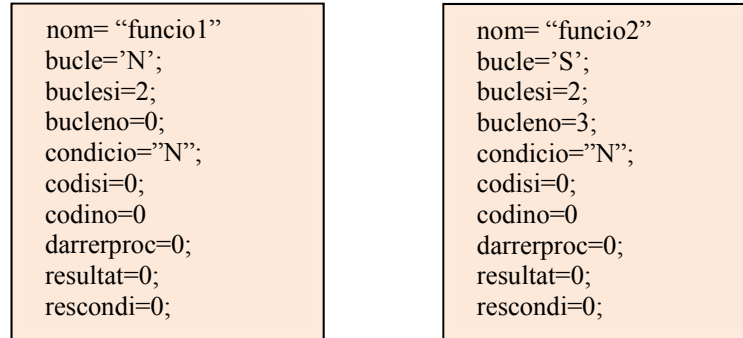 nom= “funcio1”
bucle=’N’;
buclesi=2;
bucleno=0;
condicio=”N”;
codisi=0;
codino=0
darrerproc=0;
resultat=0;
rescondi=0;
nom= “funcio2”
bucle=’S’;
buclesi=2;
bucleno=3;
condicio=”N”;
codisi=0;
codino=0
darrerproc=0;
resultat=0;
rescondi=0;